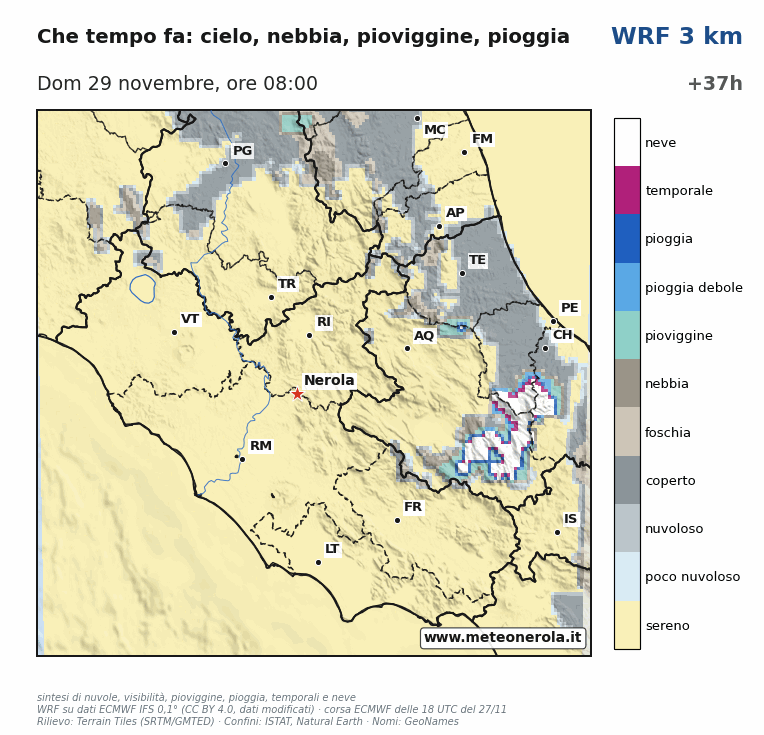 Che tempo fa: cielo, nebbia, pioviggine, pioggia
WRF 3 km
Dom 29 novembre, ore 08:00
+37h
MC
FM
PG
AP
TE
TR
PE
VT
RI
CH
AQ
Nerola
RM
FR
IS
LT
www.meteonerola.it
neve
temporale
pioggia
pioggia debole
pioviggine
nebbia
foschia
coperto
nuvoloso
poco nuvoloso
sereno
sintesi di nuvole, visibilità, pioviggine, pioggia, temporali e neve
WRF su dati ECMWF IFS 0,1° (CC BY 4.0, dati modificati) · corsa ECMWF delle 18 UTC del 27/11
Rilievo: Terrain Tiles (SRTM/GMTED) · Confini: ISTAT, Natural Earth · Nomi: GeoNames